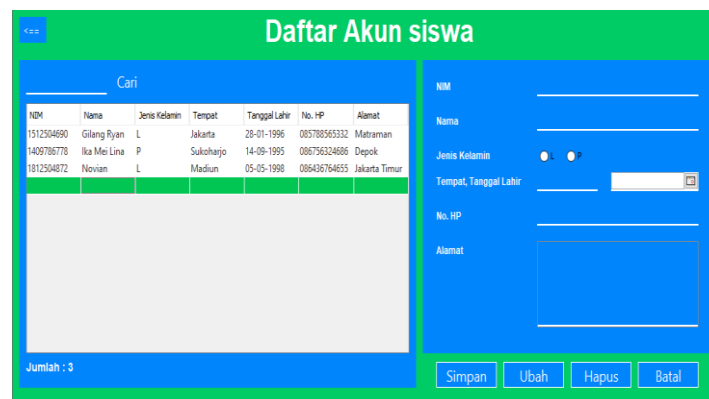 <==
Daftar Akun siswa
Cari
NIM Nama Jenis Kelamin Tempat Tanggal Lahir No. HP Alamat
1512504690 Gilang Ryan L Jakarta 28-01-1996 085788565332 Matraman
1409786778 Ika Mei Lina P Sukoharjo 14-09-1995 086756324686 Depok
1812504872 Novian L Madiun 05-05-1998 086436764655 Jakarta Timur
Jumlah : 3
NIM
Nama
Jenis Kelamin L P
Tempat, Tanggal Lahir
No. HP
Alamat
Simpan Ubah Hapus Batal